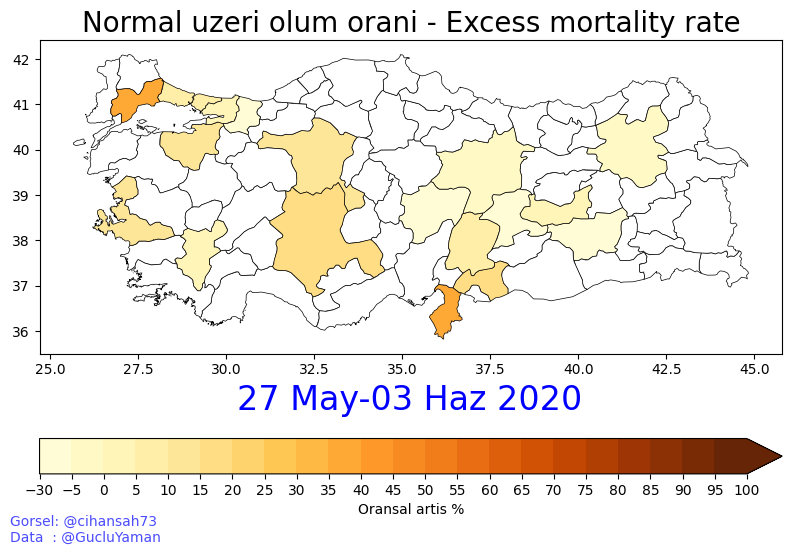 Normal uzeri olum orani - Excess mortality rate
42
41
40
39
38
37
36
25.0 27.5 30.0 32.5 35.0 37.5 40.0 42.5 45.0
27 May-03 Haz 2020
−30 −5 0 5 10 15 20 25 30 35 40 45 50 55 60 65 70 75 80 85 90 95 100
Oransal artis %
Gorsel: @cihansah73
Data : @GucluYaman